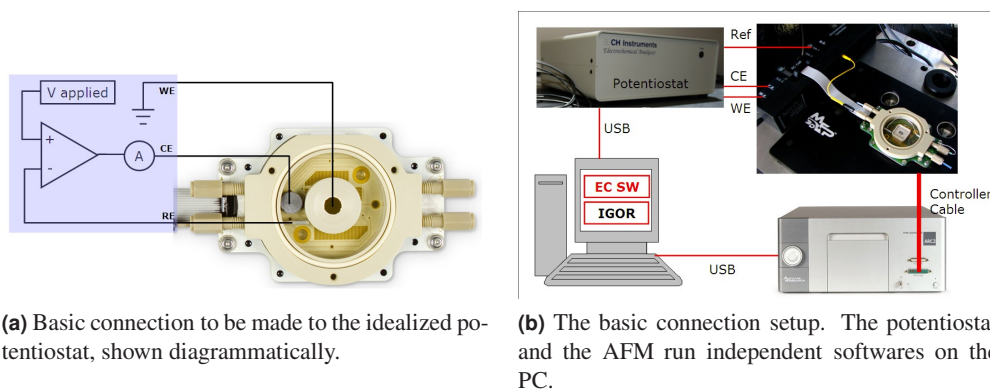 V applied
WE
+
-
A
CE
RE
(a) Basic connection to be made to the idealized po-
tentiostat, shown diagrammatically.
CH Instruments
Electrochemical Analyzer
Potentiostat
Ref
CE
WE
USB
EC SW
IGOR
USB
Controller
Cable
ARC2
(b) The basic connection setup. The potentiosta
and the AFM run independent softwares on the
PC.